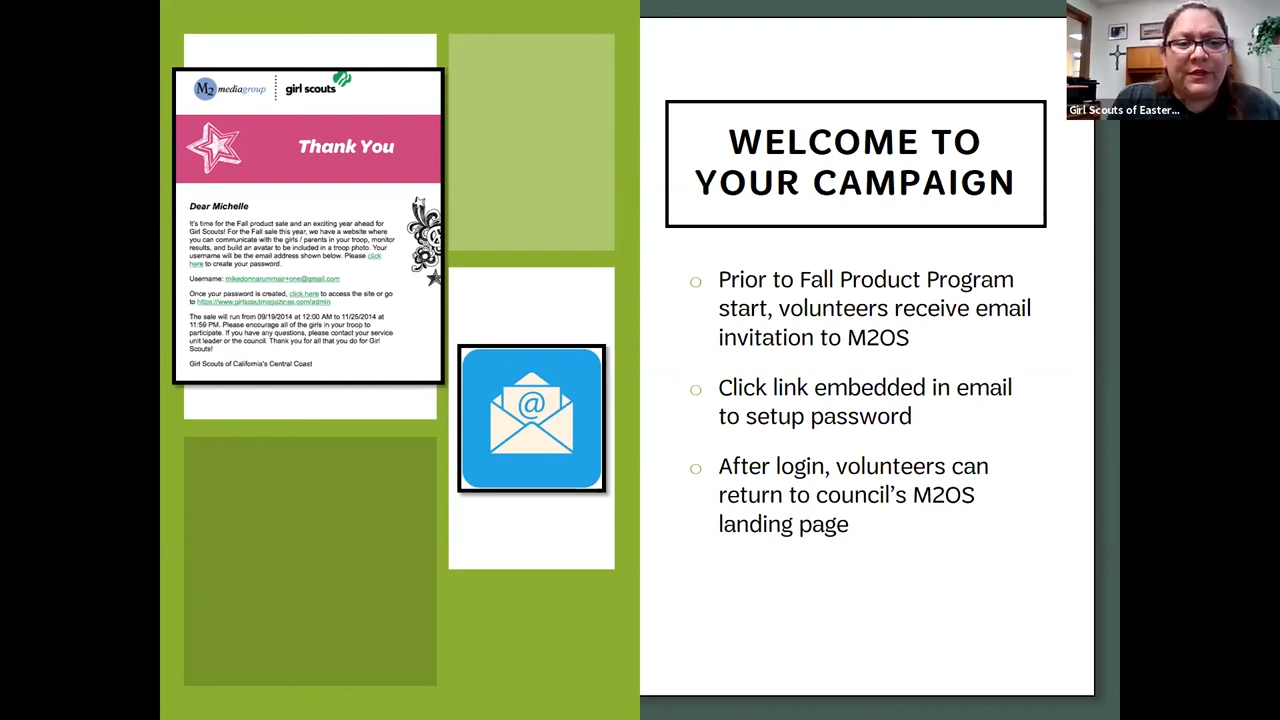 M2 mediagroup girl scouts
Thank You
Dear Michelle
It's time for the Fall product sale and an exciting year ahead for
Girl Scouts! For the Fall sale this year, we have a website where
you can communicate with the girls / parents in your troop, monitor
results, and build an avatar to be included in a troop photo. Your
username will be the email address shown below. Please click
here to create your password.
Username: mikedonnarummajr+one@gmail.com
Once your password is created, click here to access the site or go
to https://www.girlscoutmagazines.com/admin
The sale will run from 09/19/2014 at 12:00 AM to 11/25/2014 at
11:59 PM. Please encourage all of the girls in your troop to
participate. If you have any questions, please contact your service
unit leader or the council. Thank you for all that you do for Girl
Scouts!
Girl Scouts of California's Central Coast
@
WELCOME TO
YOUR CAMPAIGN
Prior to Fall Product Program
start, volunteers receive email
invitation to M2OS
Click link embedded in email
to setup password
After login, volunteers can
return to council's M2OS
landing page
Girl Scouts of Easter...